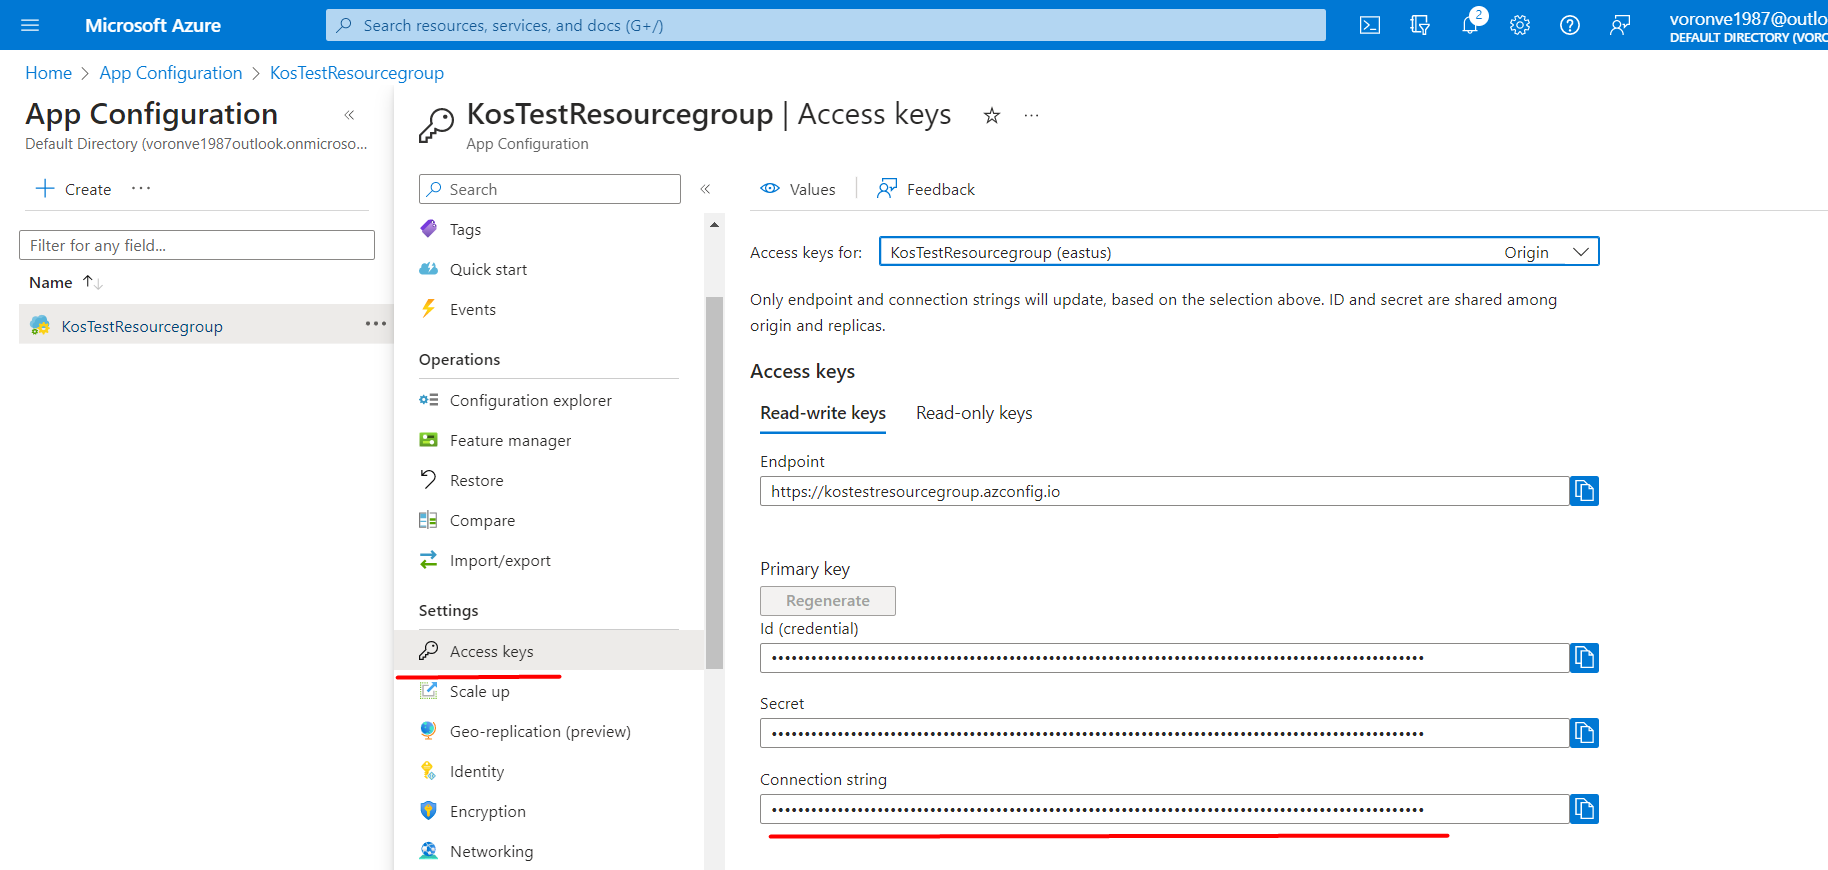 Microsoft Azure
Search resources, services, and docs (G+/)
2
voronve1987@outlo
DEFAULT DIRECTORY (VORO
Home > App Configuration > KosTestResourcegroup
App Configuration
«
Default Directory (voronve1987outlook.onmicroso...
+ Create ...
Filter for any field...
Name ↑↓
KosTestResourcegroup ...
KosTestResourcegroup | Access keys ☆ ...
App Configuration
Search
«
Tags
Quick start
Events
Operations
Configuration explorer
Feature manager
Restore
Compare
Import/export
Settings
Access keys
Scale up
Geo-replication (preview)
Identity
Encryption
Networking
Values
Feedback
Access keys for:
KosTestResourcegroup (eastus)
Origin
Only endpoint and connection strings will update, based on the selection above. ID and secret are shared among
origin and replicas.
Access keys
Read-write keys
Read-only keys
Endpoint
https://kostestresourcegroup.azconfig.io
Primary key
Regenerate
Id (credential)
Secret
Connection string